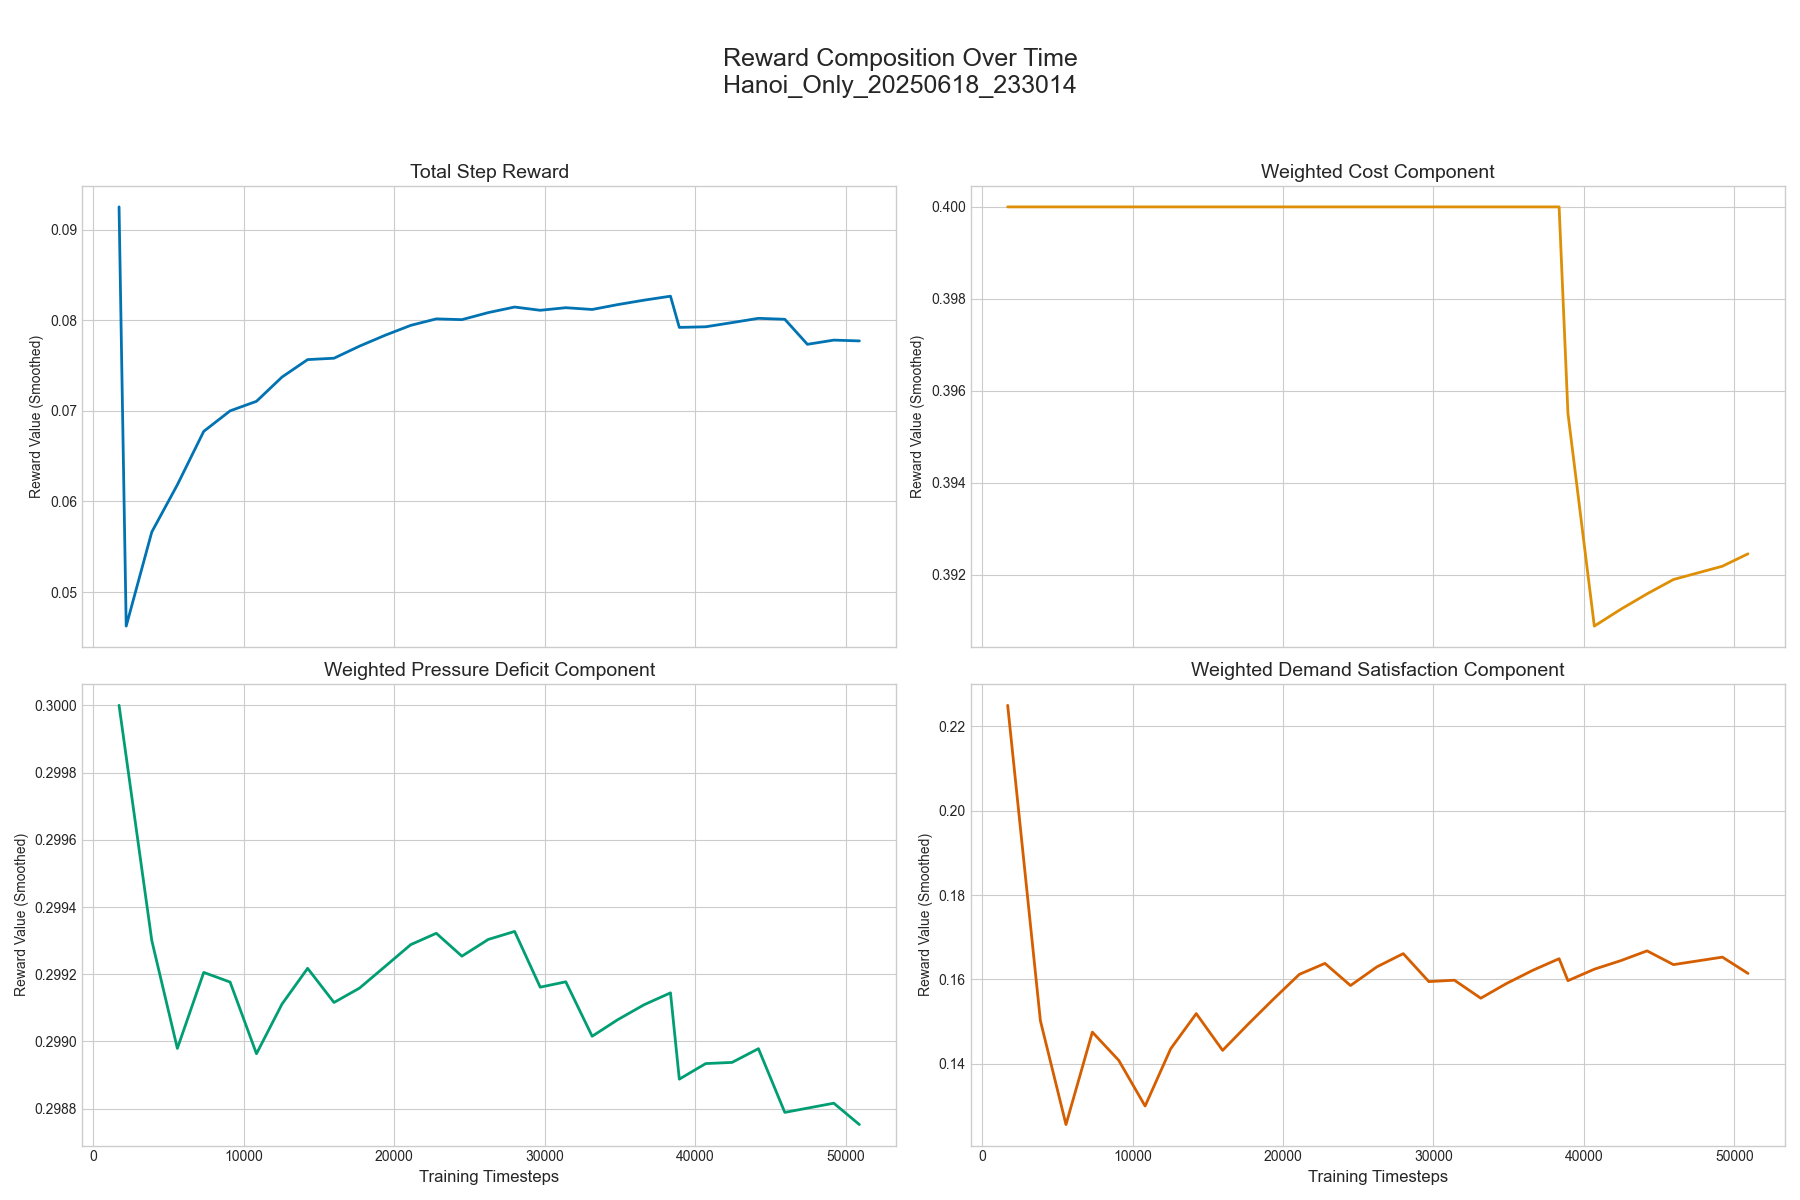 Reward Composition Over Time
Hanoi_Only_20250618_233014
Total Step Reward
Reward Value (Smoothed)
0.09
0.08
0.07
0.06
0.05
Weighted Cost Component
Reward Value (Smoothed)
0.400
0.398
0.396
0.394
0.392
Weighted Pressure Deficit Component
Reward Value (Smoothed)
0.3000
0.2998
0.2996
0.2994
0.2992
0.2990
0.2988
0 10000 20000 30000 40000 50000
Training Timesteps
Weighted Demand Satisfaction Component
Reward Value (Smoothed)
0.22
0.20
0.18
0.16
0.14
0 10000 20000 30000 40000 50000
Training Timesteps